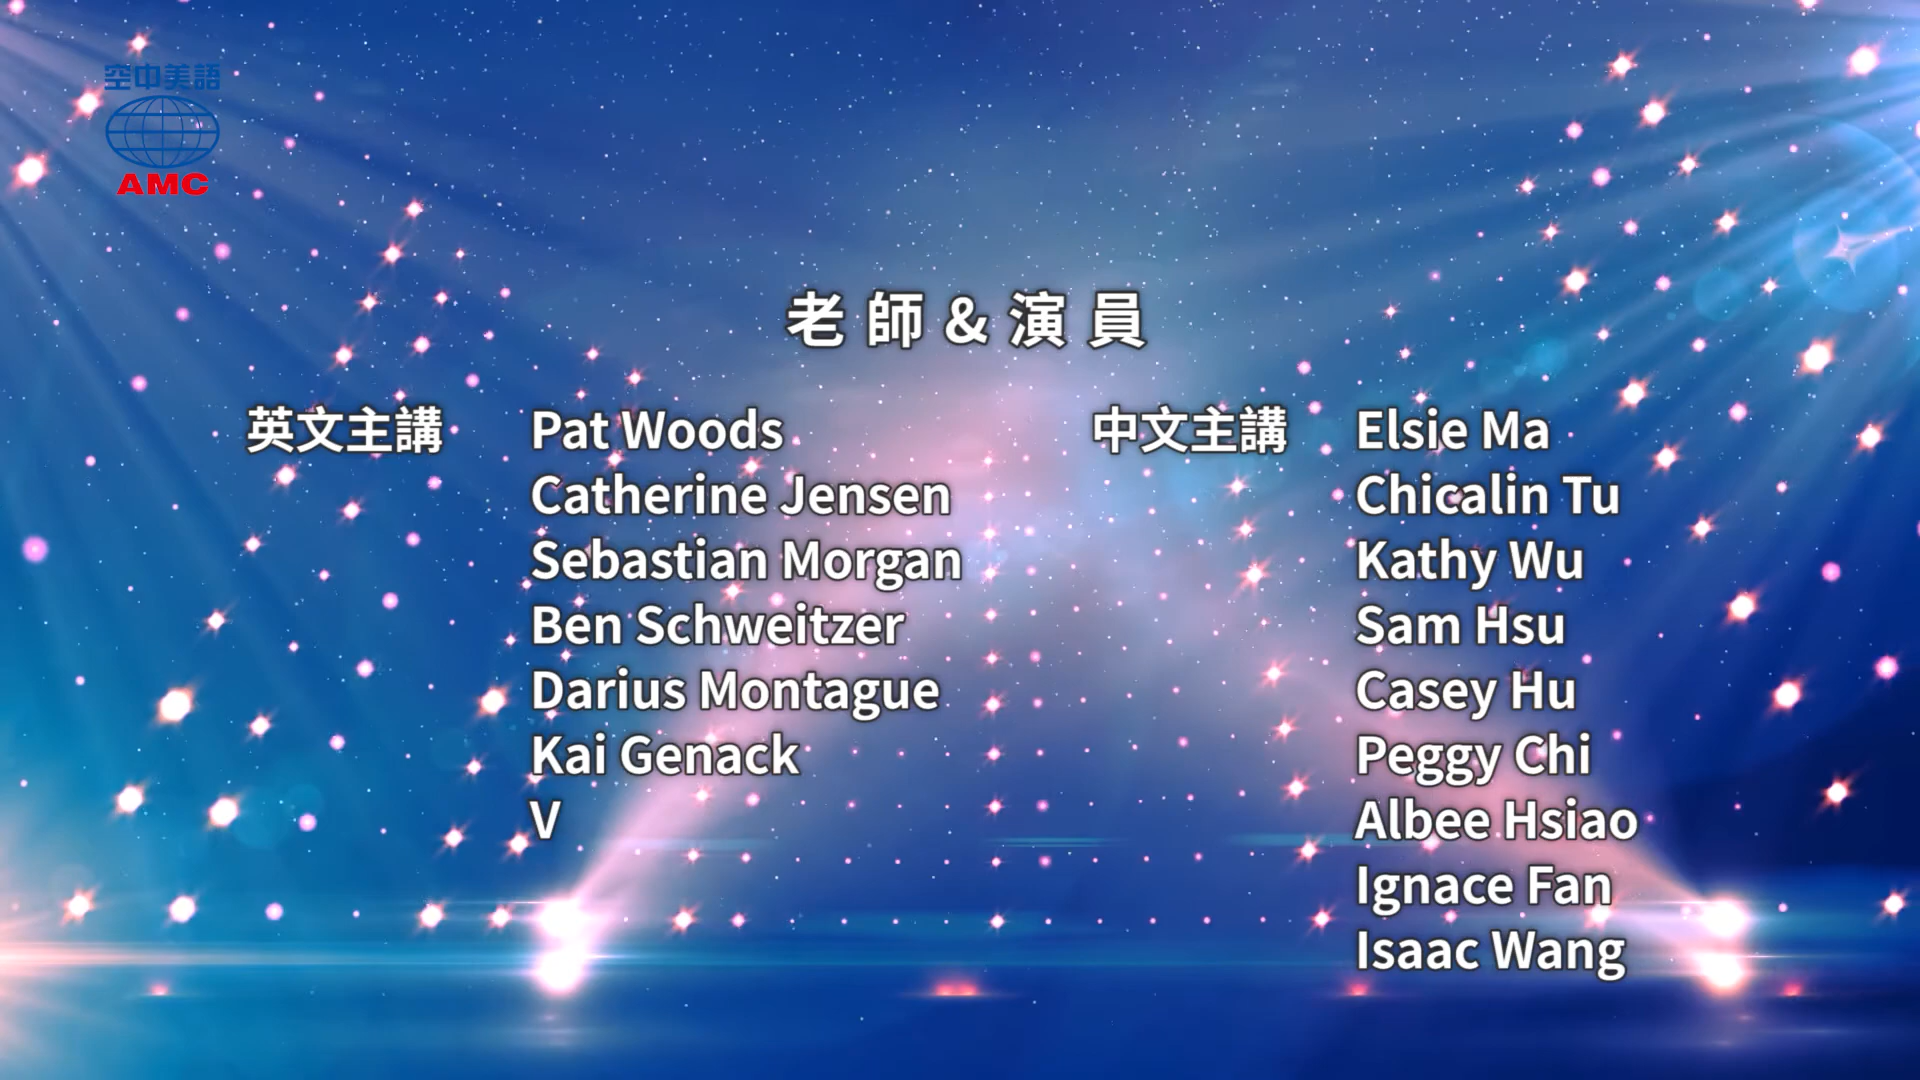 空中美語
AMC
老師&演員
英文主講
Pat Woods
Catherine Jensen
Sebastian Morgan
Ben Schweitzer
Darius Montague
Kai Genack
V
中文主講
Elsie Ma
Chicalin Tu
Kathy Wu
Sam Hsu
Casey Hu
Peggy Chi
Albee Hsiao
Ignace Fan
Isaac Wang